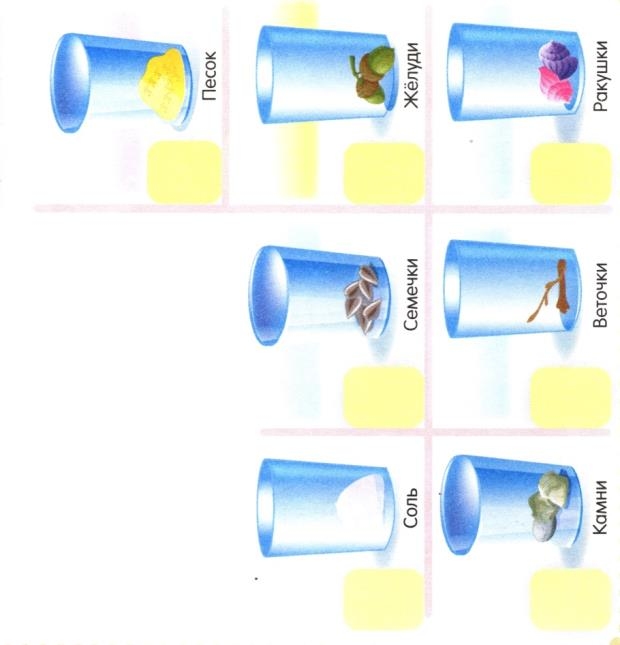 Песок
Соль
Семечки
Жёлуди
Камни
Веточки
Ракушки